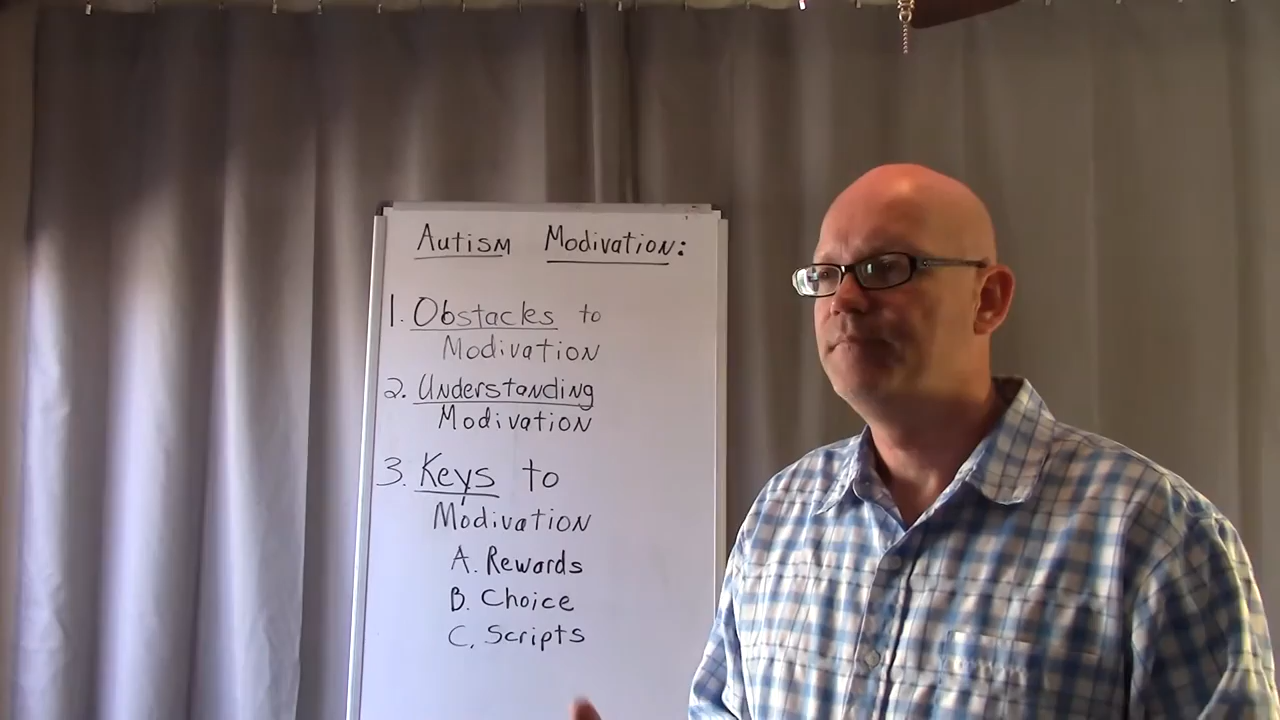 Autism Modivation:
1. Obstacles to
Modivation
2. Understanding
Modivation
3. Keys to
Modivation
A. Rewards
B. Choice
C. Scripts